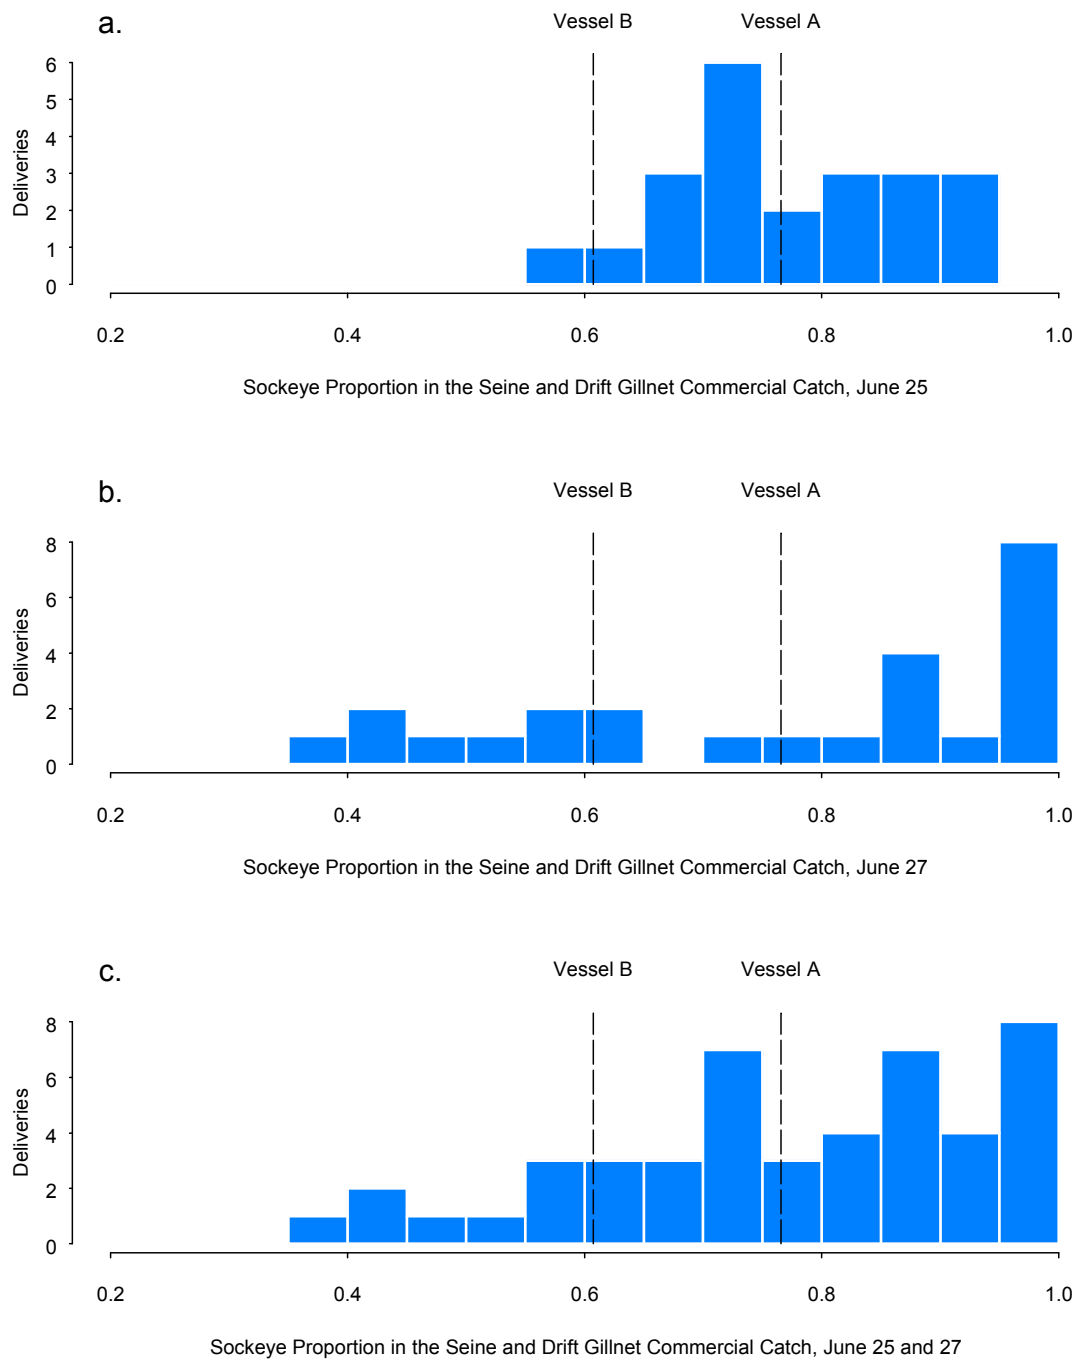 a.
Vessel B Vessel A
6
5
4
3
2
1
0
Deliveries
0.2 0.4 0.6 0.8 1.0
Sockeye Proportion in the Seine and Drift Gillnet Commercial Catch, June 25
b.
Vessel B Vessel A
8
6
4
2
0
Deliveries
0.2 0.4 0.6 0.8 1.0
Sockeye Proportion in the Seine and Drift Gillnet Commercial Catch, June 27
c.
Vessel B Vessel A
8
6
4
2
0
Deliveries
0.2 0.4 0.6 0.8 1.0
Sockeye Proportion in the Seine and Drift Gillnet Commercial Catch, June 25 and 27